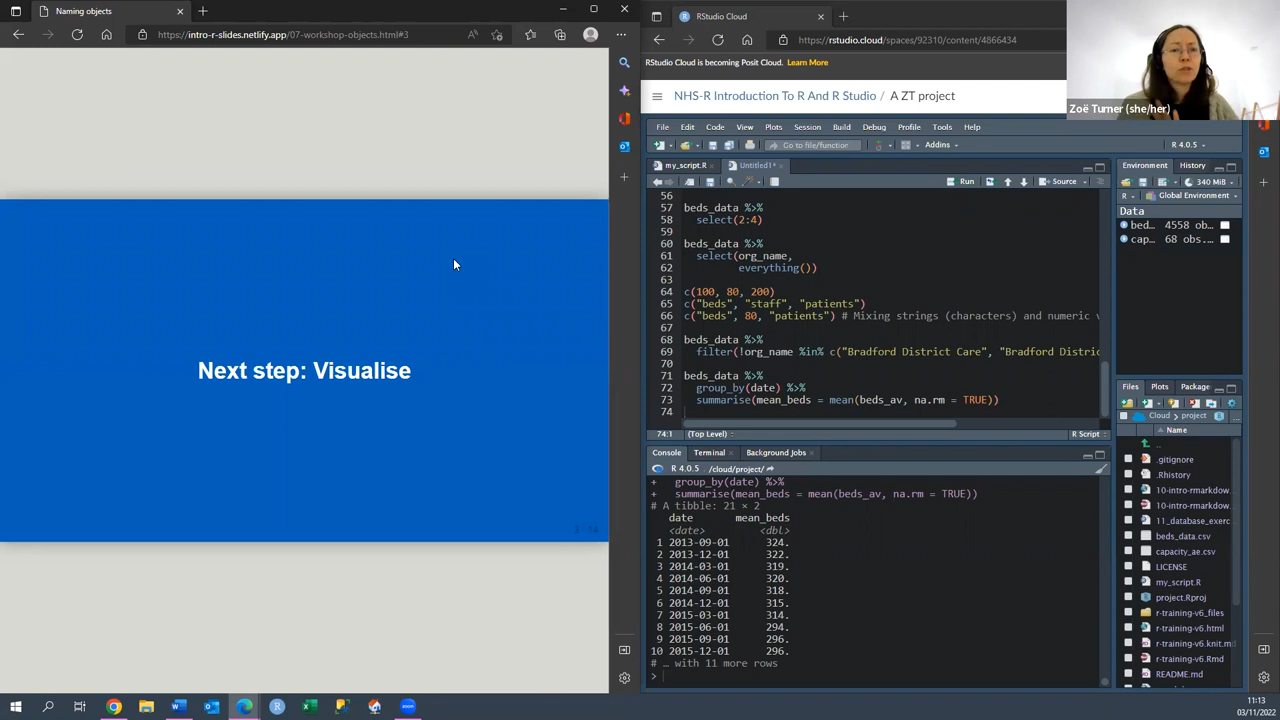 Naming objects
https://intro-r-slides.netlify.app/07-workshop-objects.html#3
Next step: Visualise
3 / 14
RStudio Cloud
https://rstudio.cloud/spaces/92310/content/4866434
RStudio Cloud is becoming Posit Cloud. Learn More
NHS-R Introduction To R And R Studio / A ZT project
Zoë Turner (she/her)
File Edit Code View Plots Session Build Debug Profile Tools Help
Go to file/function
Addins
R 4.0.5
my_script.R
Untitled1*
Run
Source
56
57 beds_data %>%
58 select(2:4)
59
60 beds_data %>%
61 select(org_name,
62 everything())
63
64 c(100, 80, 200)
65 c("beds", "staff", "patients")
66 c("beds", 80, "patients") # Mixing strings (characters) and numeric v
67
68 beds_data %>%
69 filter(!org_name %in% c("Bradford District Care", "Bradford Distric
70
71 beds_data %>%
72 group_by(date) %>%
73 summarise(mean_beds = mean(beds_av, na.rm = TRUE))
74
74:1 (Top Level)
R Script
Console Terminal Background Jobs
R 4.0.5 /cloud/project/
+ group_by(date) %>%
+ summarise(mean_beds = mean(beds_av, na.rm = TRUE))
# A tibble: 21 × 2
date mean_beds
<date> <dbl>
1 2013-09-01 324.
2 2013-12-01 322.
3 2014-03-01 319.
4 2014-06-01 320.
5 2014-09-01 318.
6 2014-12-01 315.
7 2015-03-01 314.
8 2015-06-01 294.
9 2015-09-01 296.
10 2015-12-01 296.
# … with 11 more rows
>
Environment History
340 MiB
R Global Environment
Data
bed… 4558 ob…
cap… 68 obs.…
Files Plots Package
Cloud project
Name
..
.gitignore
.Rhistory
10-intro-rmarkdow…
10-intro-rmarkdow…
11_database_exerc
beds_data.csv
capacity_ae.csv
LICENSE
my_script.R
project.Rproj
r-training-v6_files
r-training-v6.html
r-training-v6.knit.md
r-training-v6.Rmd
README.md
11:13
03/11/2022